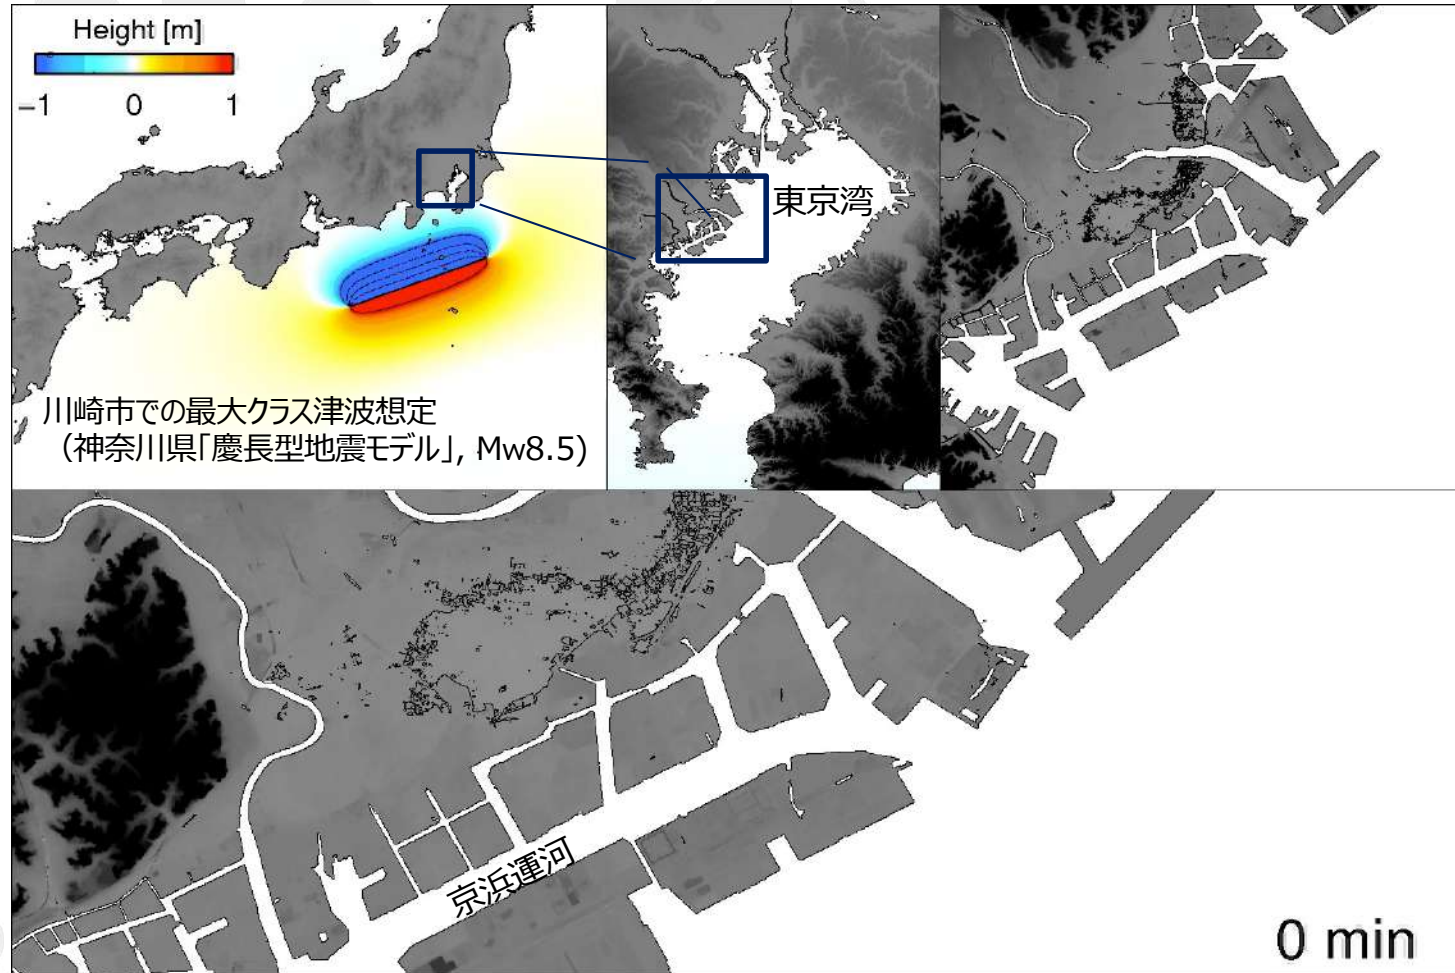 Height [m]
−1 0 1
東京湾
川崎市での最大クラス津波想定
（神奈川県「慶長型地震モデル」, Mw8.5)
京浜運河
0 min